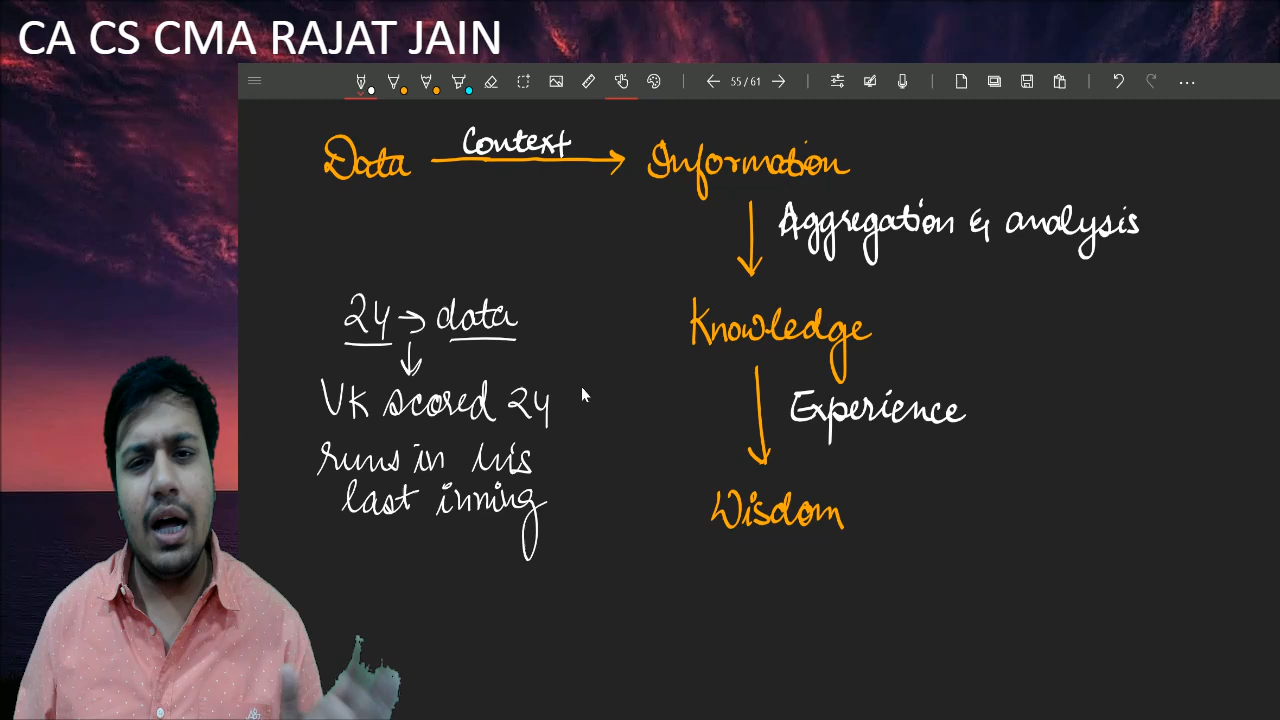 CA CS CMA RAJAT JAIN
55/61
Data
Context
Information
Aggregation & analysis
24 → data
Knowledge
VK scored 24
runs in his
last inning
Experience
Wisdom